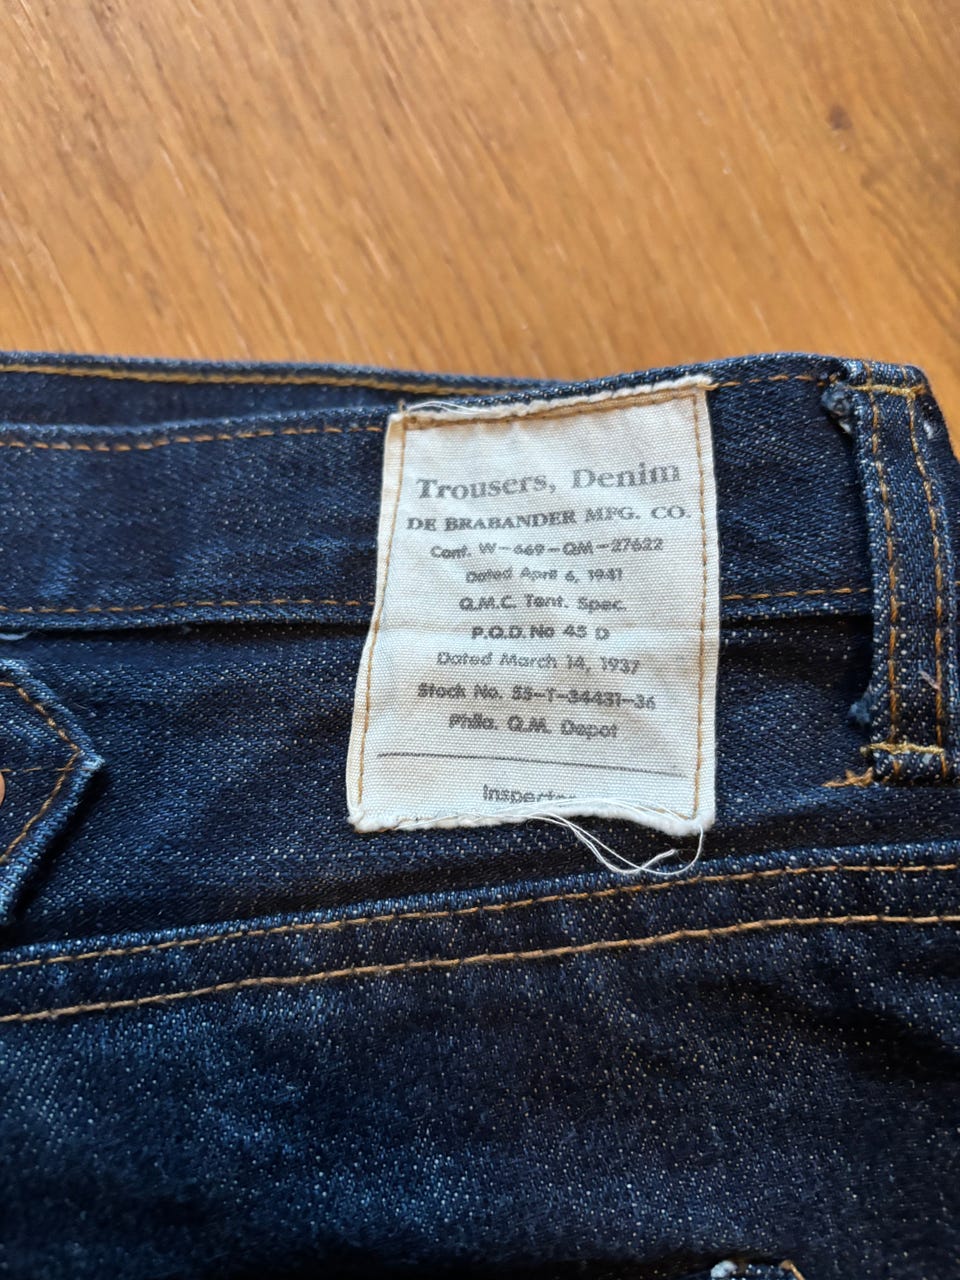 Trousers, Denim
DE BRABANDER MFG. CO.
Cont. W-669-QM-27622
Dated April 6, 1941
Q.M.C. Tent. Spec.
P.Q.D. No 45 D
Dated March 14, 1937
Stock No. 55-T-34431-36
Phila. Q.M. Depot
Inspector